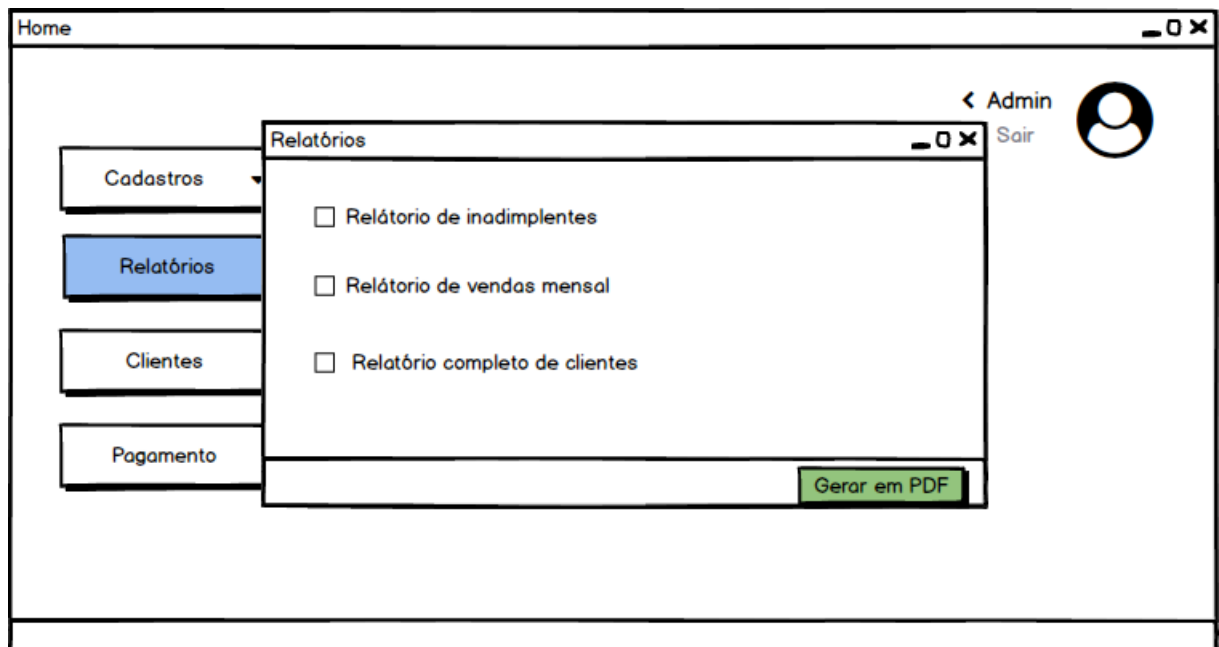 Home
Admin
Sair
Relatórios
Cadastros
Relatórios
Clientes
Pagamento
Relátorio de inadimplentes
Relátorio de vendas mensal
Relatório completo de clientes
Gerar em PDF